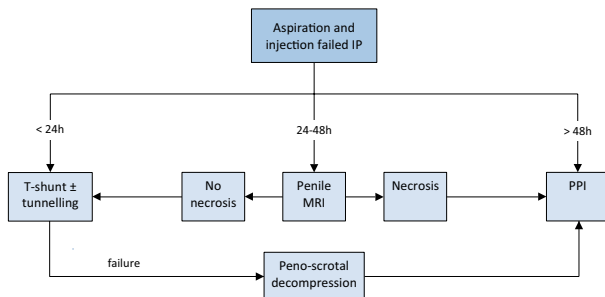 Aspiration and
injection failed IP
< 24h
24-48h
> 48h
T-shunt ±
tunnelling
No
necrosis
Penile
MRI
Necrosis
PPI
failure
Peno-scrotal
decompression